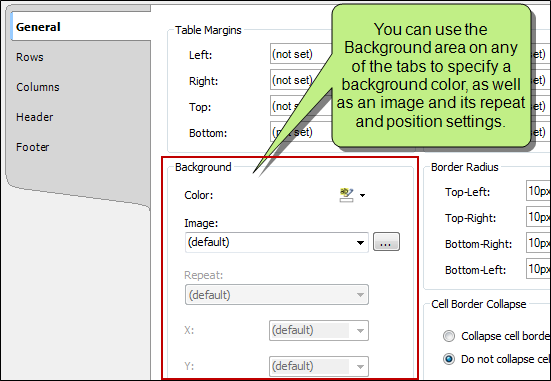 General
Rows
Columns
Header
Footer
You can use the
Background area on any
of the tabs to specify a
background color, as well
as an image and its repeat
and position settings.
Table Margins
Left: (not set)
Right: (not set)
Top: (not set)
Bottom: (not set)
Background
Color:
Image:
(default) ...
Repeat:
(default)
X: (default)
Y: (default)
Border Radius
Top-Left: 10px
Top-Right: 10px
Bottom-Right: 10px
Bottom-Left: 10px
Cell Border Collapse
Collapse cell borde
Do not collapse cel